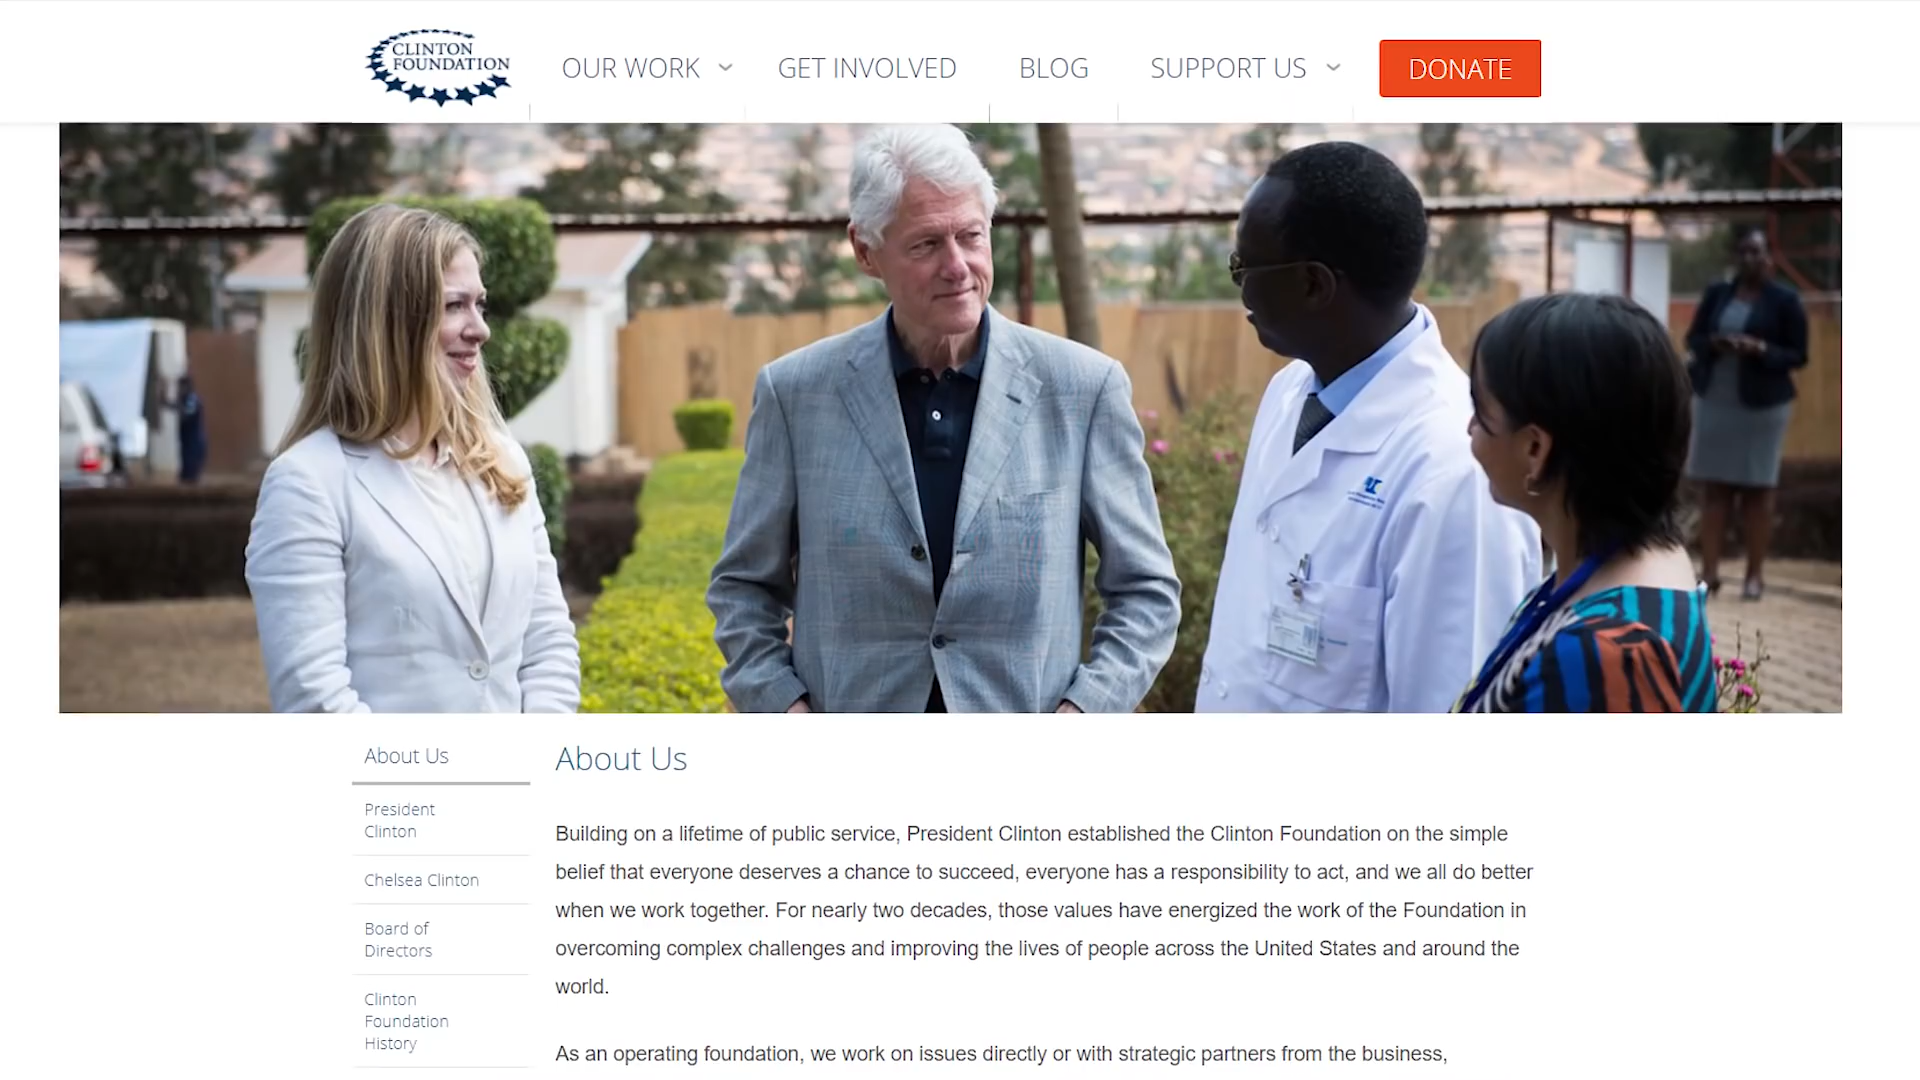 CLINTON
FOUNDATION
OUR WORK
GET INVOLVED
BLOG
SUPPORT US
DONATE
About Us
President
Clinton
Chelsea Clinton
Board of
Directors
Clinton
Foundation
History
About Us
Building on a lifetime of public service, President Clinton established the Clinton Foundation on the simple
belief that everyone deserves a chance to succeed, everyone has a responsibility to act, and we all do better
when we work together. For nearly two decades, those values have energized the work of the Foundation in
overcoming complex challenges and improving the lives of people across the United States and around the
world.
As an operating foundation, we work on issues directly or with strategic partners from the business,